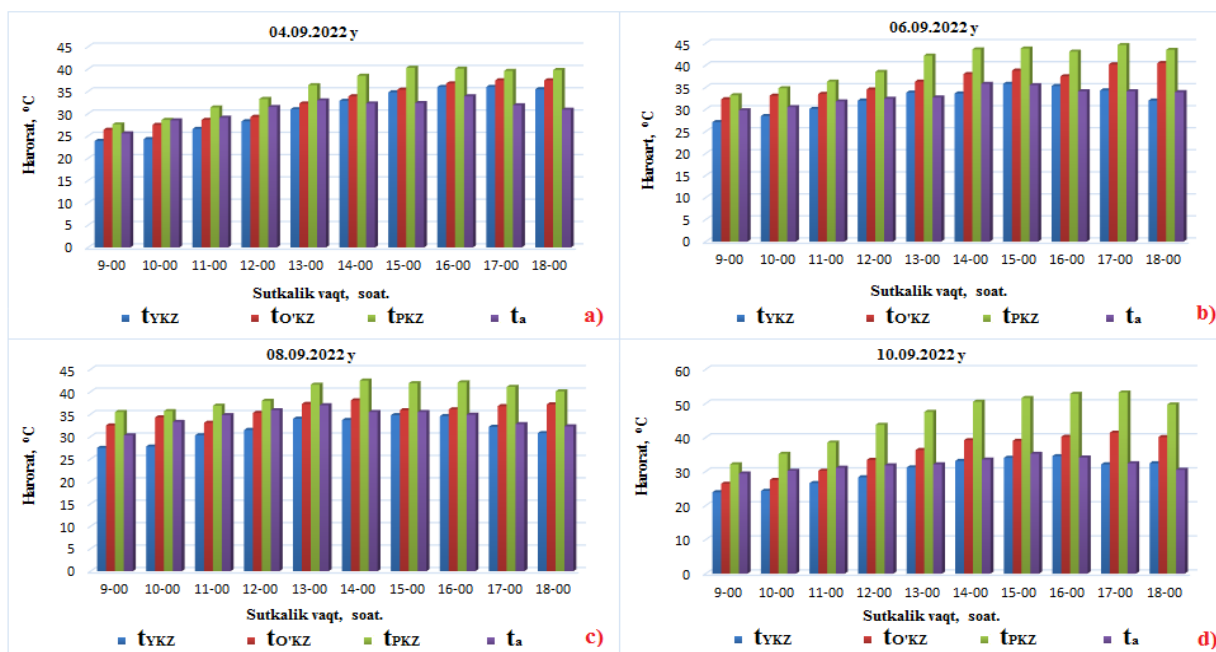 04.09.2022 y
Harorat, ºC
45
40
35
30
25
20
15
10
5
0
9-00 10-00 11-00 12-00 13-00 14-00 15-00 16-00 17-00 18-00
Sutkalik vaqt, soat.
tYKZ tO'KZ tPKZ ta
a)
06.09.2022 y
Haroart, ºC
45
40
35
30
25
20
15
10
5
0
9-00 10-00 11-00 12-00 13-00 14-00 15-00 16-00 17-00 18-00
Sutkalik vaqt, soat.
tYKZ tO'KZ tPKZ ta
b)
08.09.2022 y
Harorat, ºC
45
40
35
30
25
20
15
10
5
0
9-00 10-00 11-00 12-00 13-00 14-00 15-00 16-00 17-00 18-00
Sutkalik vaqt, soat.
tYKZ tO'KZ tPKZ ta
c)
10.09.2022 y
Harorat, ºC
60
50
40
30
20
10
0
9-00 10-00 11-00 12-00 13-00 14-00 15-00 16-00 17-00 18-00
Sutkalik vaqt, soat.
tYKZ tO'KZ tPKZ ta
d)